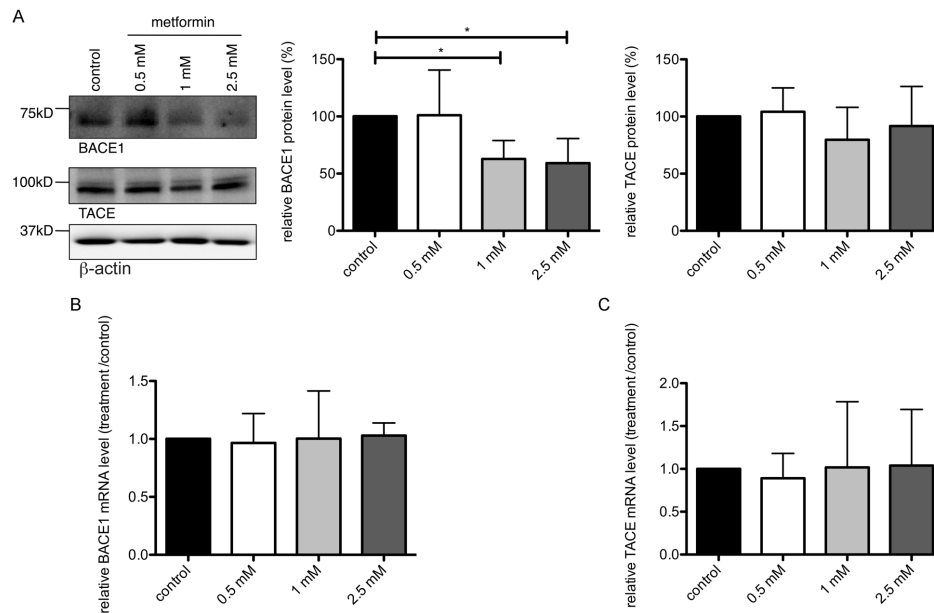 A
metformin
control
0.5 mM
1 mM
2.5 mM
75kD
BACE1
100kD
TACE
37kD
β-actin
relative BACE1 protein level (%)
150
100
50
0
*
*
control
0.5 mM
1 mM
2.5 mM
relative TACE protein level (%)
150
100
50
0
control
0.5 mM
1 mM
2.5 mM
B
relative BACE1 mRNA level (treatment/control)
1.5
1.0
0.5
0.0
control
0.5 mM
1 mM
2.5 mM
C
relative TACE mRNA level (treatment/control)
2.0
1.5
1.0
0.5
0.0
control
0.5 mM
1 mM
2.5 mM